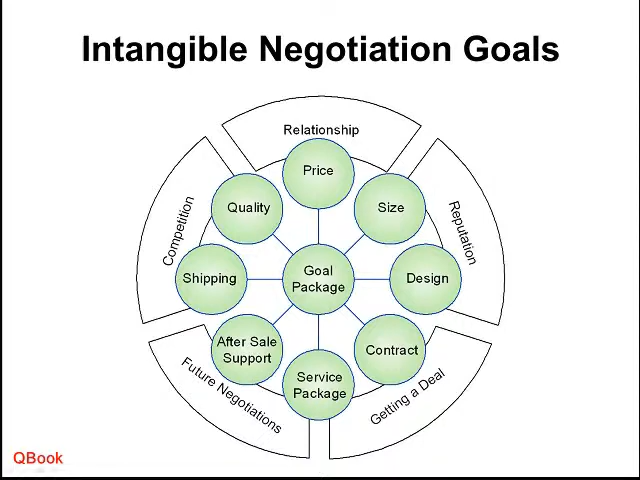 Intangible Negotiation Goals
Relationship
Price
Quality
Size
Competition
Reputation
Shipping
Goal
Package
Design
After Sale
Support
Contract
Service
Package
Future Negotiations
Getting a Deal
QBook